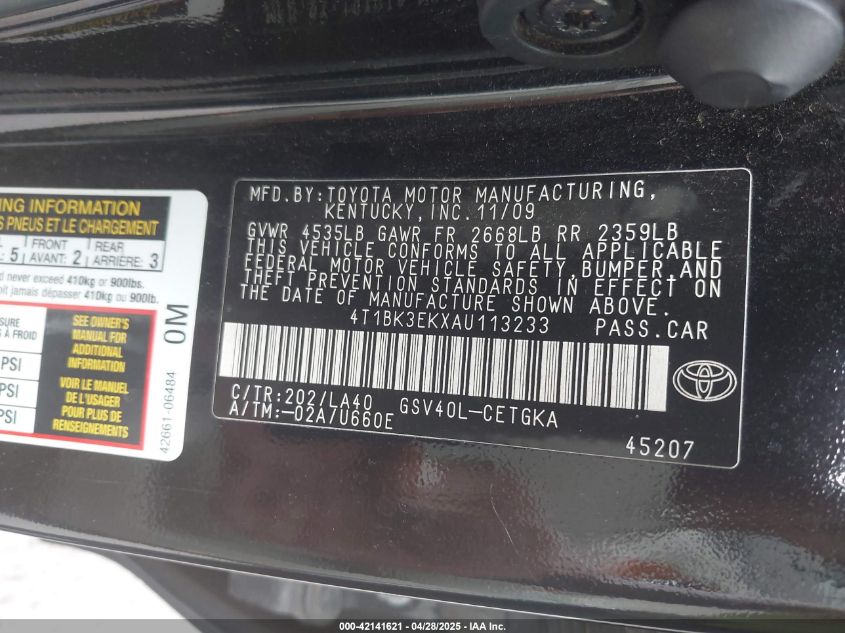 ING INFORMATION
S PNEUS ET LE CHARGEMENT
5 FRONT AVANT: 2 REAR ARRIÈRE: 3
d never exceed 410kg or 900lbs.
oit jamais dépasser 410kg ou 900lb.
SURE
S À FROID
PSI
PSI
PSI
SEE OWNER'S
MANUAL FOR
ADDITIONAL
INFORMATION
VOIR LE MANUEL
DE L'USAGER
POUR PLUS DE
RENSEIGNEMENTS
0M
42661-06484
MFD.BY:TOYOTA MOTOR MANUFACTURING,
KENTUCKY, INC.11/09
GVWR 4535LB GAWR FR 2668LB RR 2359LB
THIS VEHICLE CONFORMS TO ALL APPLICABLE
FEDERAL MOTOR VEHICLE SAFETY,BUMPER,AND
THEFT PREVENTION STANDARDS IN EFFECT ON
THE DATE OF MANUFACTURE SHOWN ABOVE.
4T1BK3EKXAU113233 PASS.CAR
C/TR:202/LA40 GSV40L-CETGKA
A/TM:-02A/U660E
45207
000-42141621 04/28/2025 - IAA Inc.